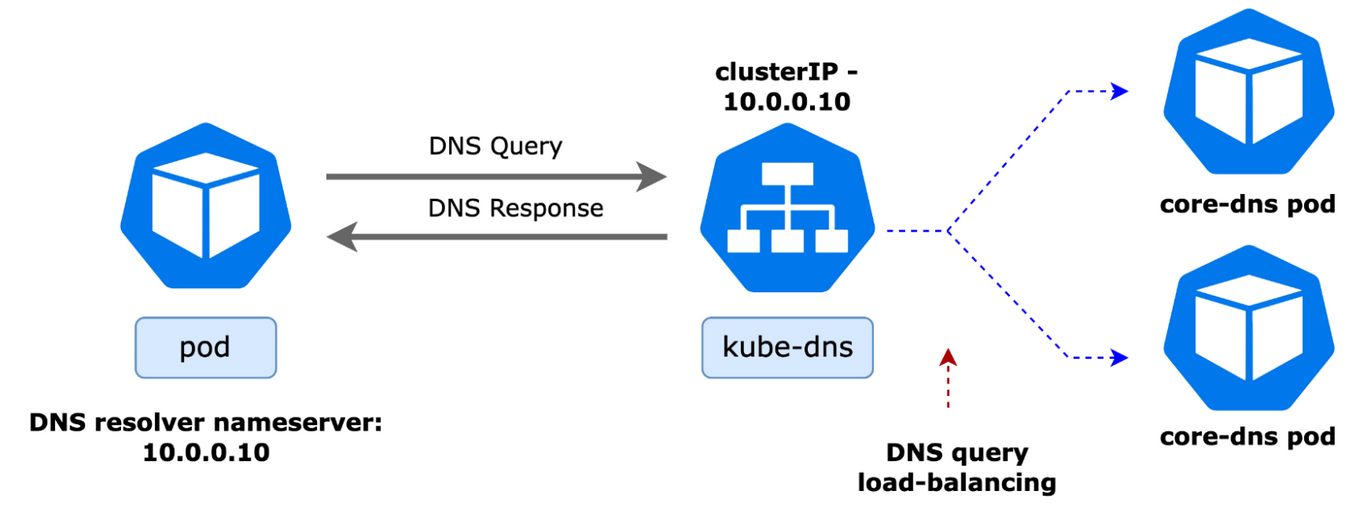 clusterIP -
10.0.0.10
DNS Query
DNS Response
pod
DNS resolver nameserver:
10.0.0.10
kube-dns
DNS query
load-balancing
core-dns pod
core-dns pod